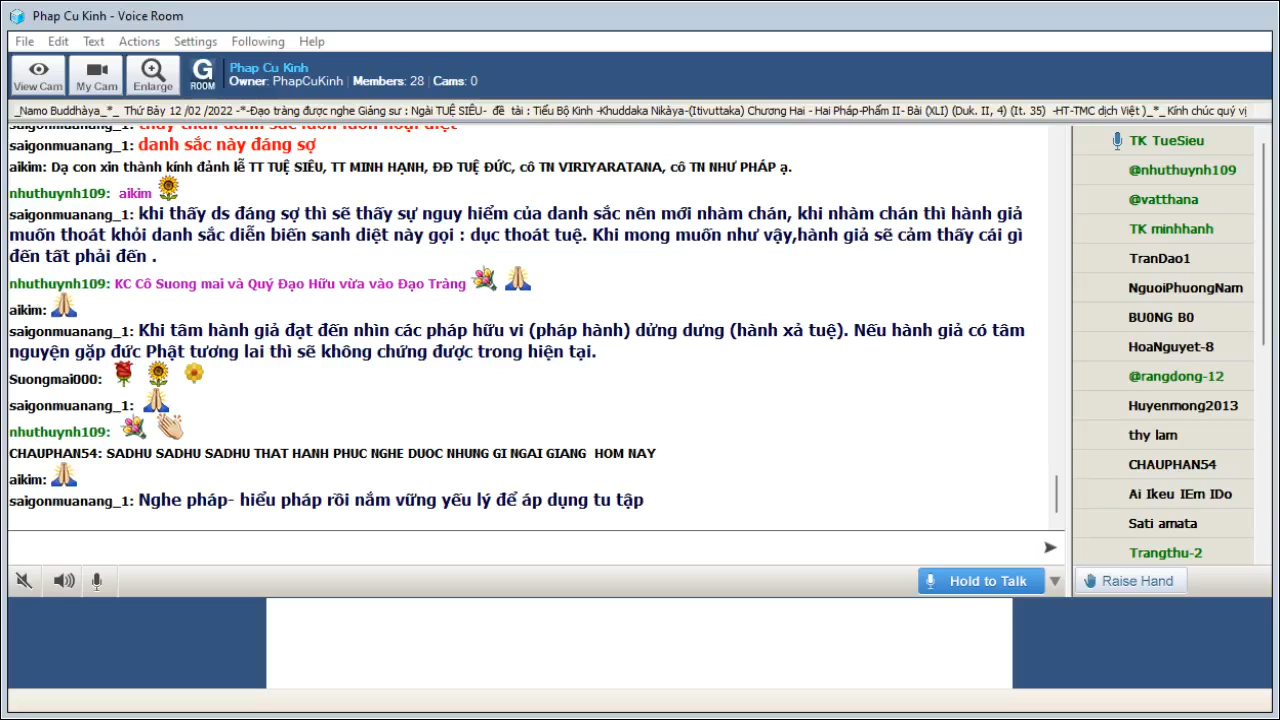 Phap Cu Kinh - Voice Room
File Edit Text Actions Settings Following Help
View Cam My Cam Enlarge G ROOM
Phap Cu Kinh
Owner: PhapCuKinh | Members: 28 | Cams: 0
_Namo Buddhàya_*_ Thứ Bảy 12 /02 /2022 -*-Đạo tràng được nghe Giảng sư : Ngài TUỆ SIÊU- đề tài : Tiểu Bộ Kinh -Khuddaka Nikàya-(Itivuttaka) Chương Hai - Hai Pháp-Phẩm II- Bài (XLI) (Duk. II, 4) (It. 35) -HT-TMC dịch Việt )_*_ Kính chúc quý vị
saigonmuanang_1:
saigonmuanang_1: danh sắc này đáng sợ
aikim: Dạ con xin thành kính đảnh lễ TT TUỆ SIÊU, TT MINH HẠNH, ĐĐ TUỆ ĐỨC, cô TN VIRIYARATANA, cô TN NHƯ PHÁP ạ.
nhuthuynh109: aikim
saigonmuanang_1: khi thấy ds đáng sợ thì sẽ thấy sự nguy hiểm của danh sắc nên mới nhàm chán, khi nhàm chán thì hành giả
muốn thoát khỏi danh sắc diễn biến sanh diệt này gọi : dục thoát tuệ. Khi mong muốn như vậy,hành giả sẽ cảm thấy cái gì
đến tất phải đến .
nhuthuynh109: KC Cô Suong mai và Quý Đạo Hữu vừa vào Đạo Tràng
aikim:
saigonmuanang_1: Khi tâm hành giả đạt đến nhìn các pháp hữu vi (pháp hành) dửng dưng (hành xả tuệ). Nếu hành giả có tâm
nguyện gặp đức Phật tương lai thì sẽ không chứng được trong hiện tại.
Suongmai000:
saigonmuanang_1:
nhuthuynh109:
CHAUPHAN54: SADHU SADHU SADHU THAT HANH PHUC NGHE DUOC NHUNG GI NGAI GIANG HOM NAY
aikim:
saigonmuanang_1: Nghe pháp- hiểu pháp rồi nắm vững yếu lý để áp dụng tu tập
Hold to Talk
TK TueSieu
@nhuthuynh109
@vatthana
TK minhhanh
TranDao1
NguoiPhuongNam
BU0NG B0
HoaNguyet-8
@rangdong-12
Huyenmong2013
thy lam
CHAUPHAN54
Ai Ikeu IEm IDo
Sati amata
Trangthu-2
Raise Hand